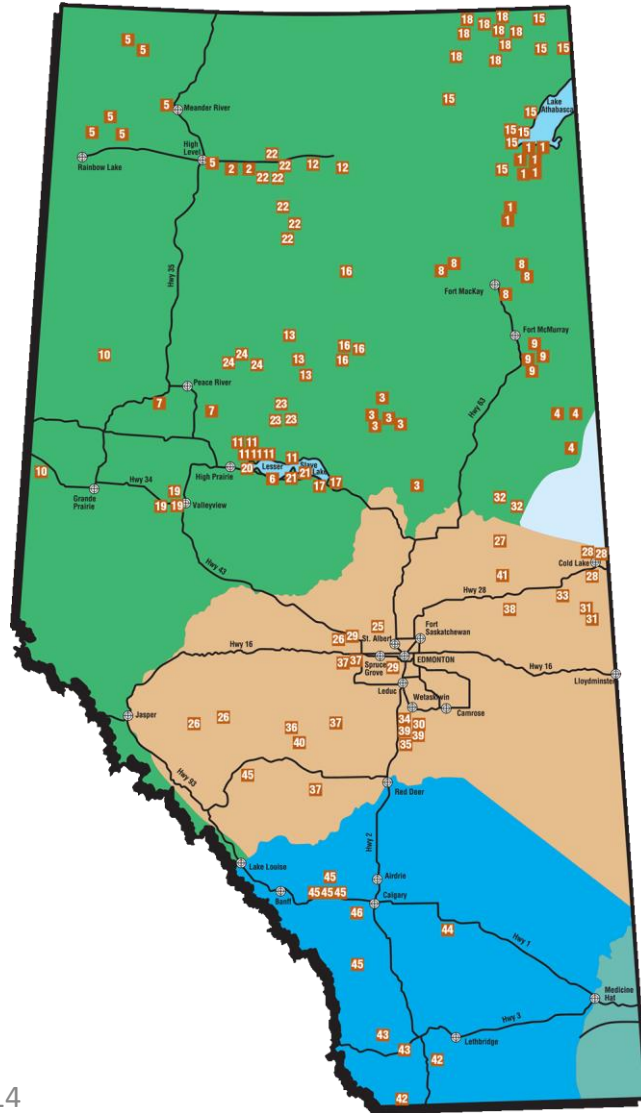 18 18 15
18 18 18
5
5
18 15 15
18 18
15
5 Meander River
15
Lake
Athabasca
5
5 5
15 15
15
1 1
1 1
15 1 1
Rainbow Lake
High
Level
5 2 2
22
22
22 22
12 12
22
22
22
1
1
Hwy 35
16
8
8
8
8
8
Fort MacKay
Fort McMurray
9
9 9
9
13
16 16
16
13
13
24
24 24
10
Peace River
7
7
23
23 23
3
3 3
3 3
Hwy 63
4 4
4
11 11
11 11 11
11
10
High Prairie
20
Lesser
Slave
Lake
6
21 21
17 17
3
Grande
Prairie
Hwy 34
19
19 19
Valleyview
32
32
27
28 28
Cold Lake
28
41
Hwy 43
Hwy 28
33
38
31
31
25
26 29
St. Albert
Fort
Saskatchewan
Hwy 16
37 37
Spruce
Grove
29
EDMONTON
Hwy 16
Lloydminster
Leduc
Wetaskiwin
Camrose
Jasper
26 26
36
40
37
34 30
39 39
35
Hwy 93
45
37
Red Deer
Hwy 2
Lake Louise
45
Banff
45 45 45
Airdrie
46
Calgary
44
Hwy 1
45
Medicine
Hat
Hwy 3
43
43
42
Lethbridge
42
14